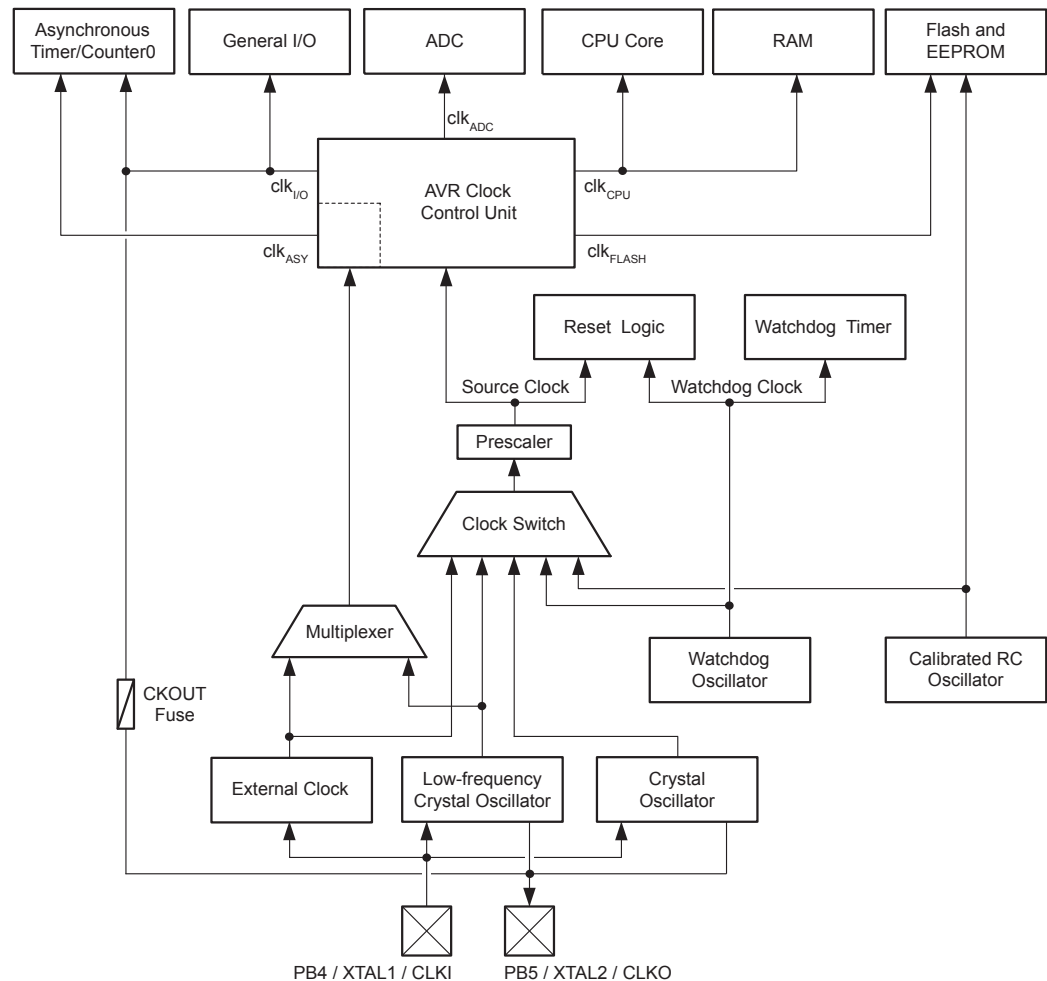 Asynchronous
Timer/Counter0
General I/O
ADC
CPU Core
RAM
Flash and
EEPROM
clkADC
clkI/O
AVR Clock
Control Unit
clkCPU
clkASY
clkFLASH
Reset Logic
Watchdog Timer
Source Clock
Watchdog Clock
Prescaler
Clock Switch
Multiplexer
Watchdog
Oscillator
Calibrated RC
Oscillator
CKOUT
Fuse
External Clock
Low-frequency
Crystal Oscillator
Crystal
Oscillator
PB4 / XTAL1 / CLKI
PB5 / XTAL2 / CLKO